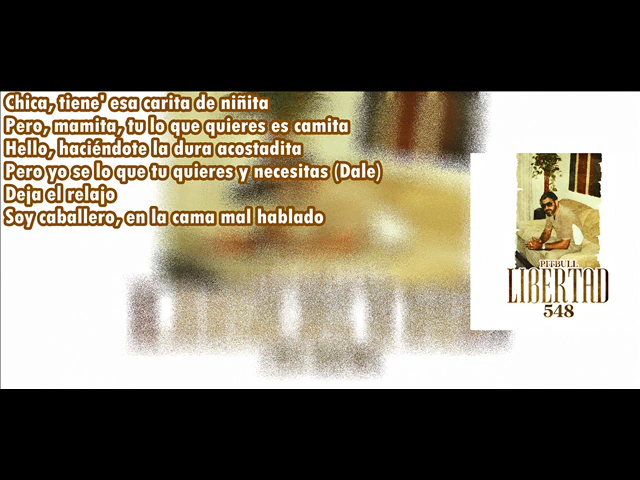 Chica, tiene' esa carita de niñita
Pero, mamita, tu lo que quieres es camita
Hello, haciéndote la dura acostadita
Pero yo se lo que tu quieres y necesitas (Dale)
Deja el relajo
Soy caballero, en la cama mal hablado
PITBULL
LIBERTAD
548